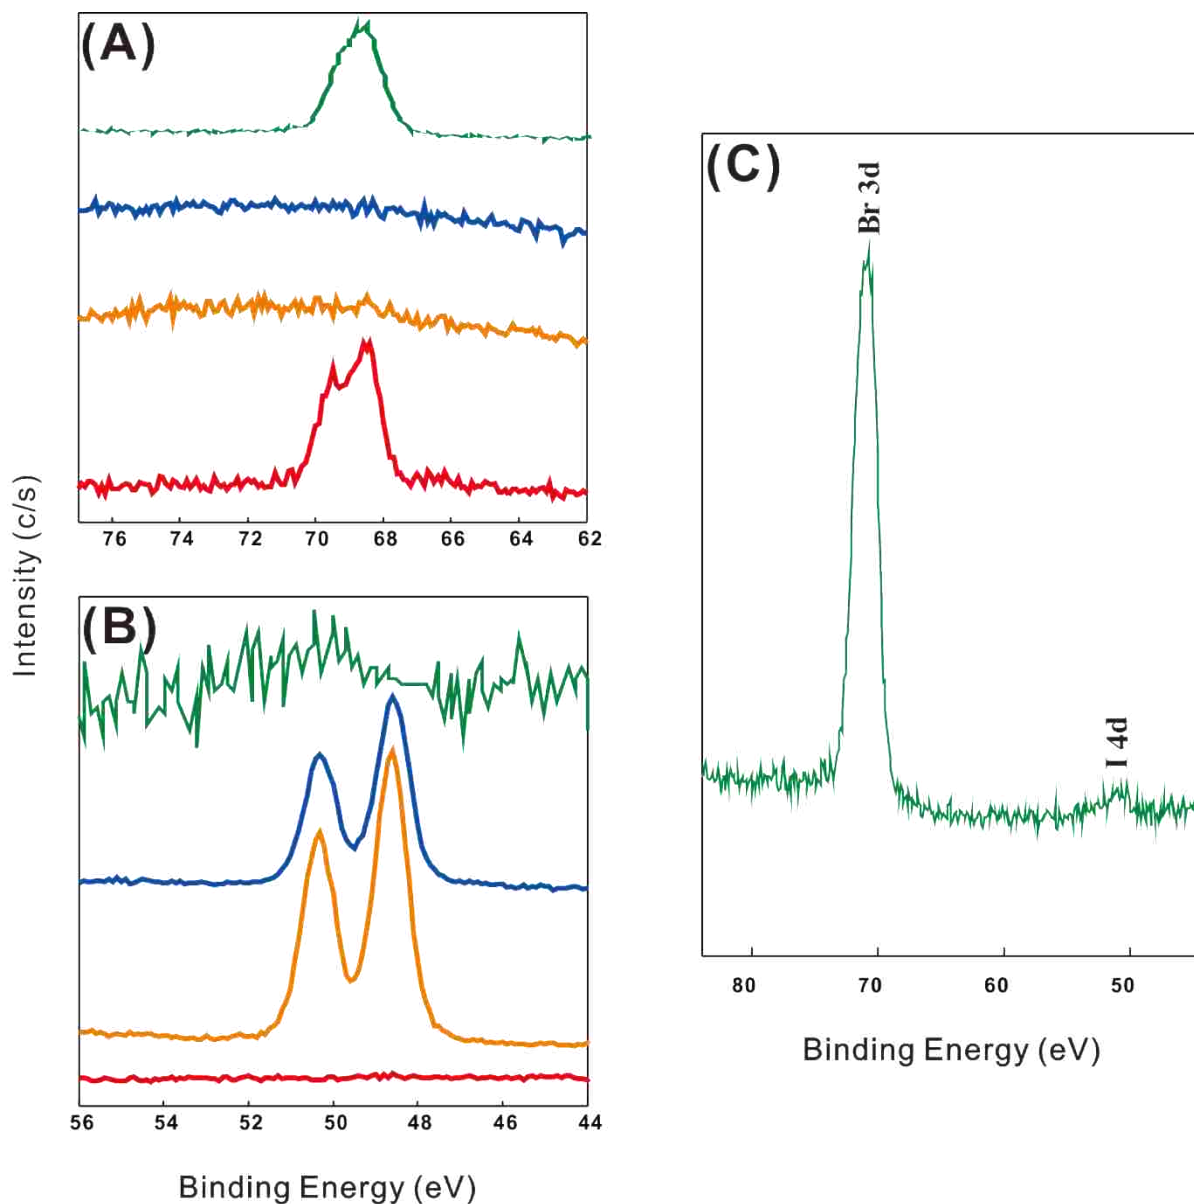 (A)
76 74 72 70 68 66 64 62
(B)
56 54 52 50 48 46 44
Intensity (c/s)
Binding Energy (eV)
(C)
Br 3d
I 4d
80 70 60 50
Binding Energy (eV)